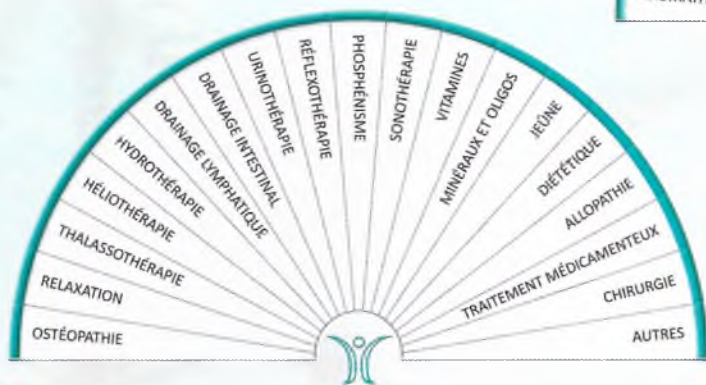 OSTÉOPATHIE
RELAXATION
THALASSOTHÉRAPIE
HÉLIOTHÉRAPIE
HYDROTHÉRAPIE
DRAINAGE LYMPHATIQUE
DRAINAGE INTESTINAL
URINOTHÉRAPIE
RÉFLEXOTHÉRAPIE
PHOSPHÉNISME
SONOTHÉRAPIE
VITAMINES
MINÉRAUX ET OLIGOS
JEÛNE
DIÉTÉTIQUE
ALLOPATHIE
TRAITEMENT MÉDICAMENTEUX
CHIRURGIE
AUTRES